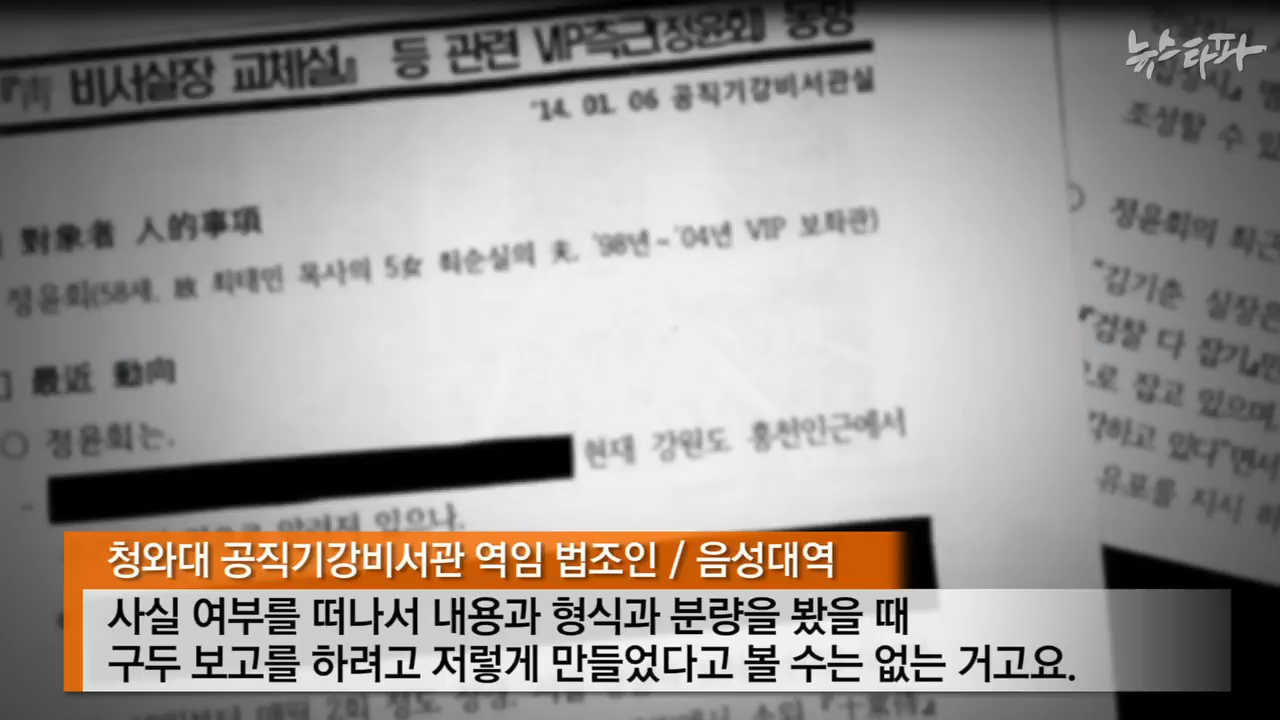 뉴스타파
비서실장 교체설』 등 관련 VIP측근(정윤회) 동향
'14. 01. 06 공직기강비서관실
對象者 人的事項
정윤회(58세, 故 최태민 목사의 5女 최순실의 夫, '98년~'04년 VIP 보좌관)
最近 動向
○ 정윤회는,
- 현대 강원도 홍천인근에서
알려져 있으나,
조성할 수 있
정윤회의 최근
"김기춘 실장은
『검찰 다 잡기』만
로 잡고 있으며,
하고 있다"면서
유포를 지시 하
청와대 공직기강비서관 역임 법조인 / 음성대역
사실 여부를 떠나서 내용과 형식과 분량을 봤을 때
구두 보고를 하려고 저렇게 만들었다고 볼 수는 없는 거고요.